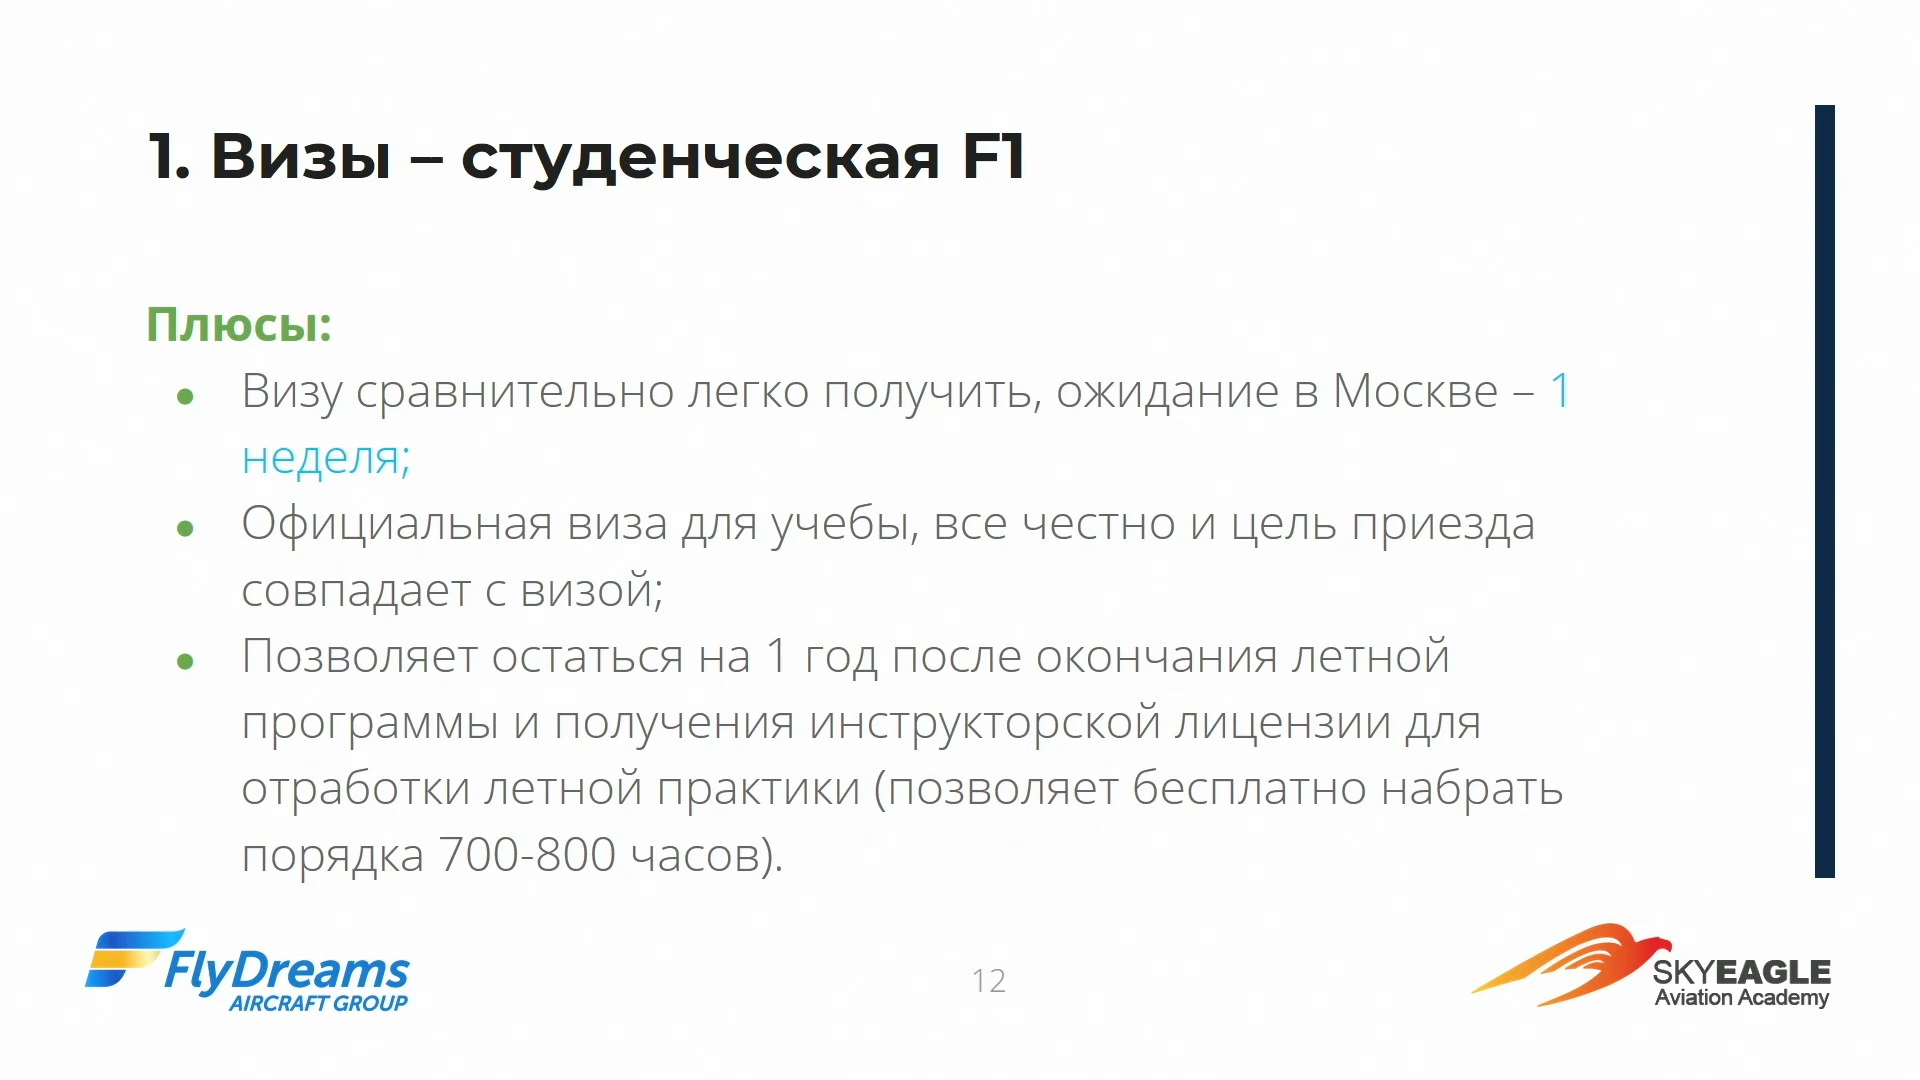 1. Визы – студенческая F1
Плюсы:
● Визу сравнительно легко получить, ожидание в Москве – 1
неделя;
● Официальная виза для учебы, все честно и цель приезда
совпадает с визой;
● Позволяет остаться на 1 год после окончания летной
программы и получения инструкторской лицензии для
отработки летной практики (позволяет бесплатно набрать
порядка 700-800 часов).
FlyDreams
AIRCRAFT GROUP
12
SKYEAGLE
Aviation Academy